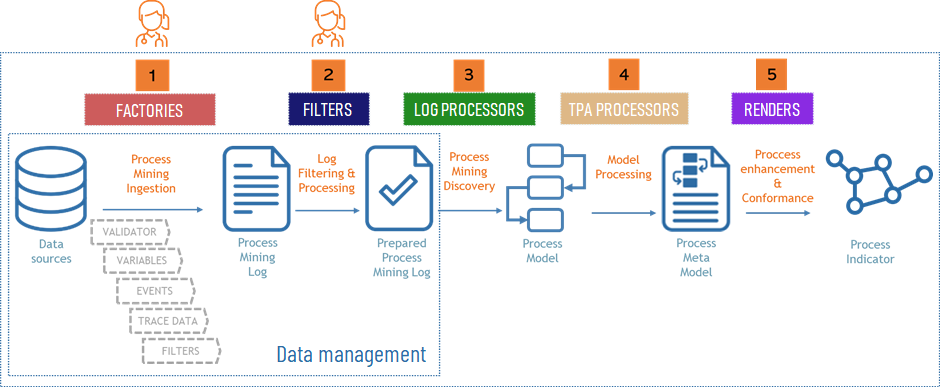 1
2
3
4
5
FACTORIES
FILTERS
LOG PROCESSORS
TPA PROCESSORS
RENDERS
Process
Mining
Ingestion
Log
Filtering &
Processing
Process
Mining
Discovery
Model
Processing
Proccess
enhancement
&
Conformance
Data
sources
Process
Mining
Log
Prepared
Process
Mining Log
Process
Model
Process
Meta
Model
Process
Indicator
VALIDATOR
VARIABLES
EVENTS
TRACE DATA
FILTERS
Data management